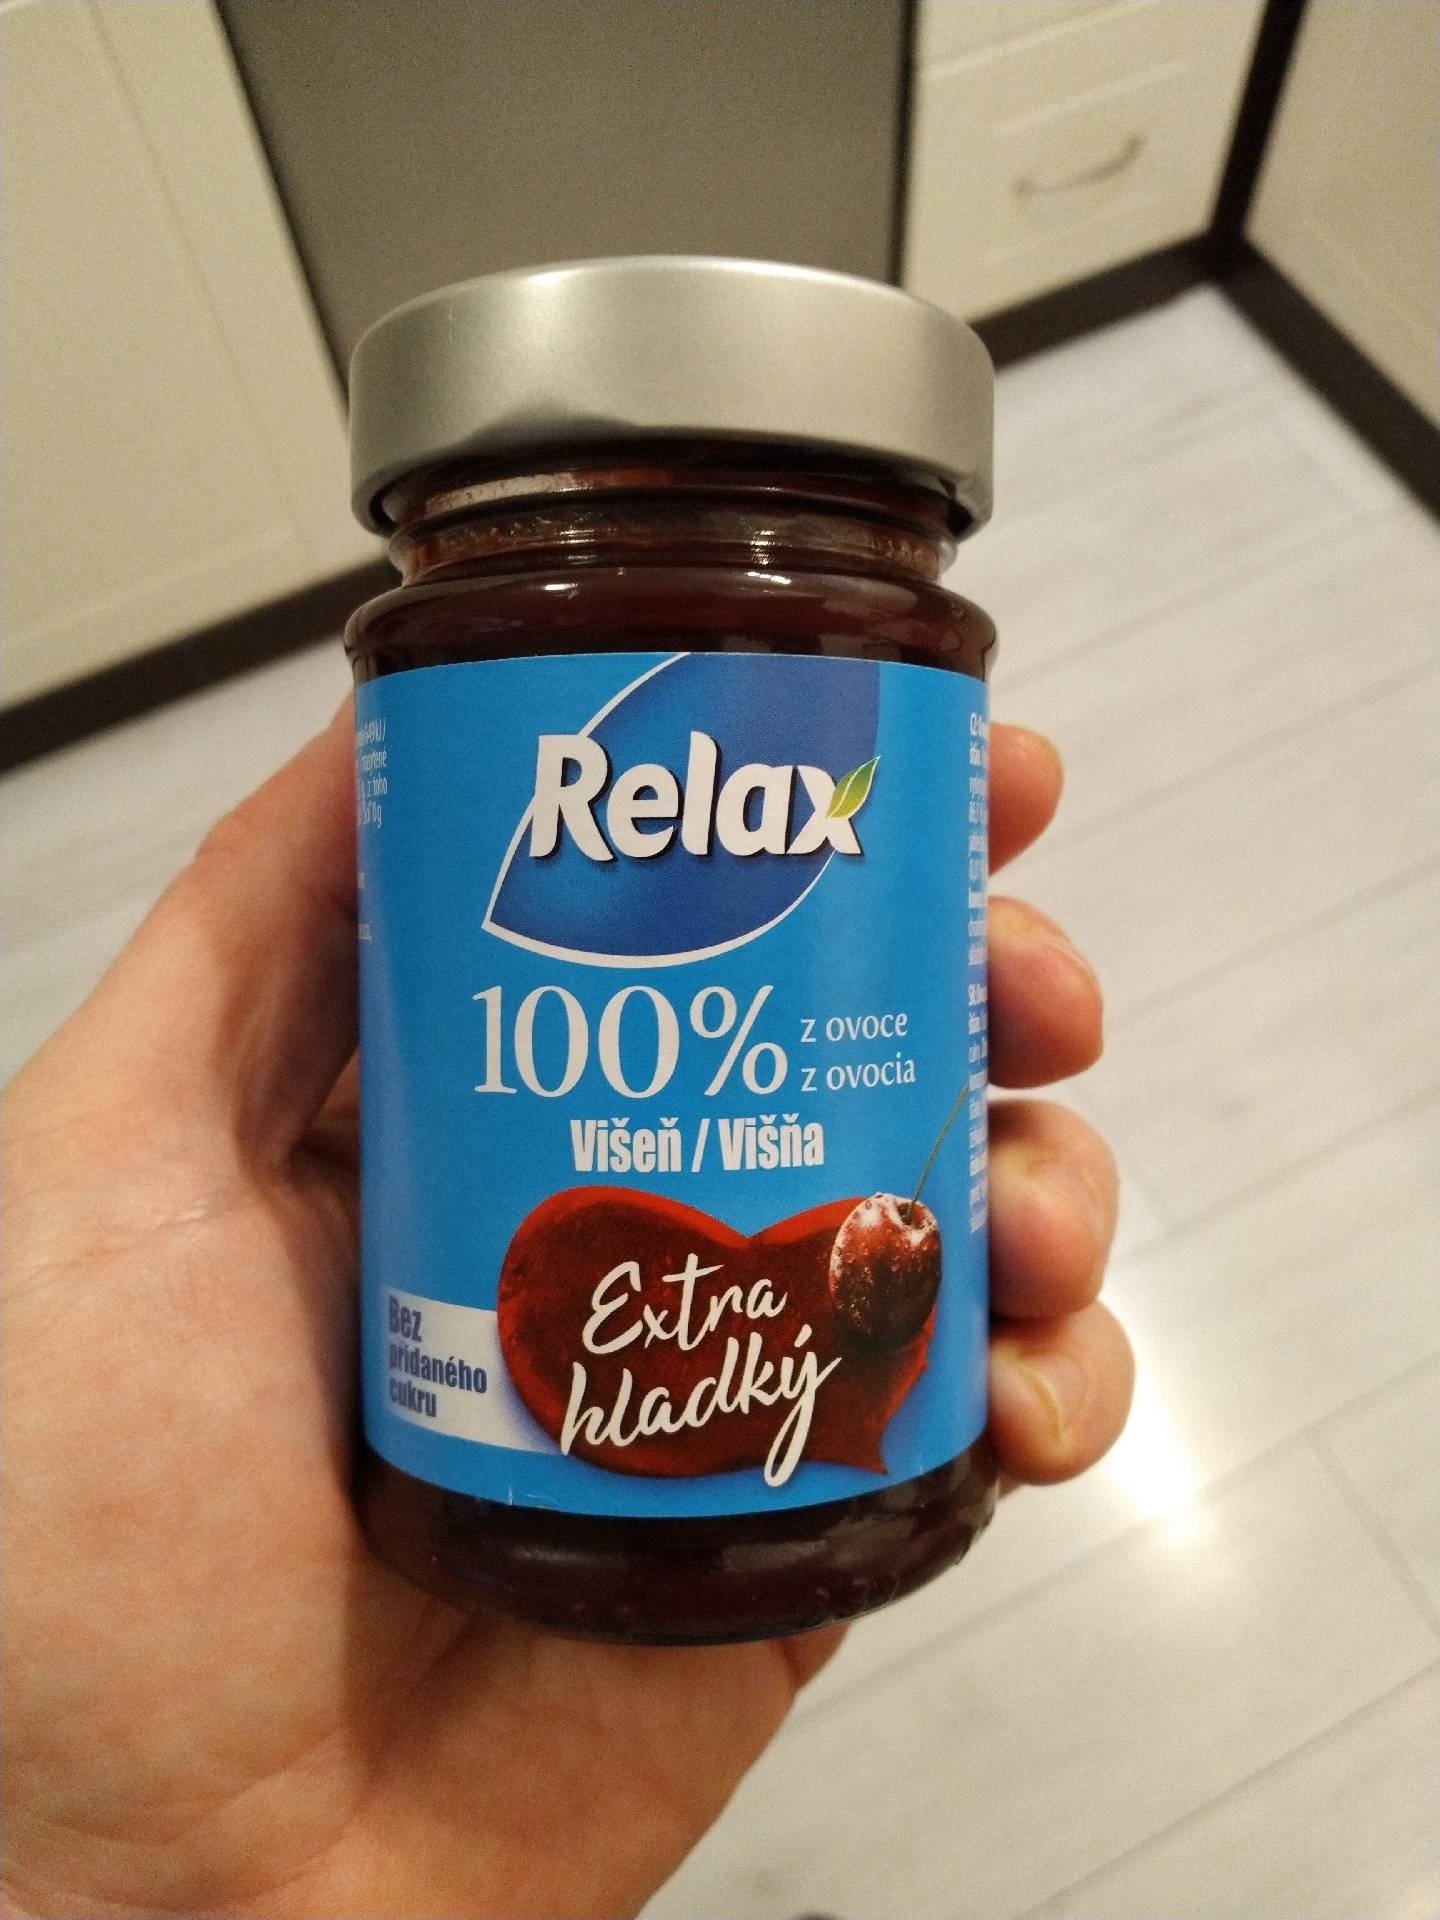 Relax
100% z ovoce
z ovocia
Višeň / Višňa
Extra
hladký
Bez
přidaného
cukru